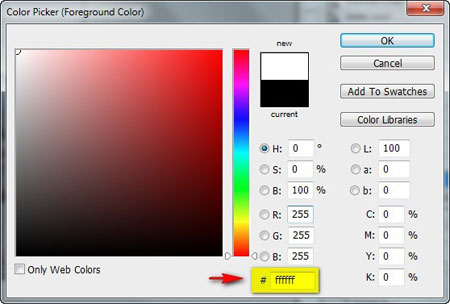 Color Picker (Foreground Color)
new
current
OK
Cancel
Add To Swatches
Color Libraries
H: 0 °
S: 0 %
B: 100 %
R: 255
G: 255
B: 255
# ffffff
L: 100
a: 0
b: 0
C: 0 %
M: 0 %
Y: 0 %
K: 0 %
Only Web Colors